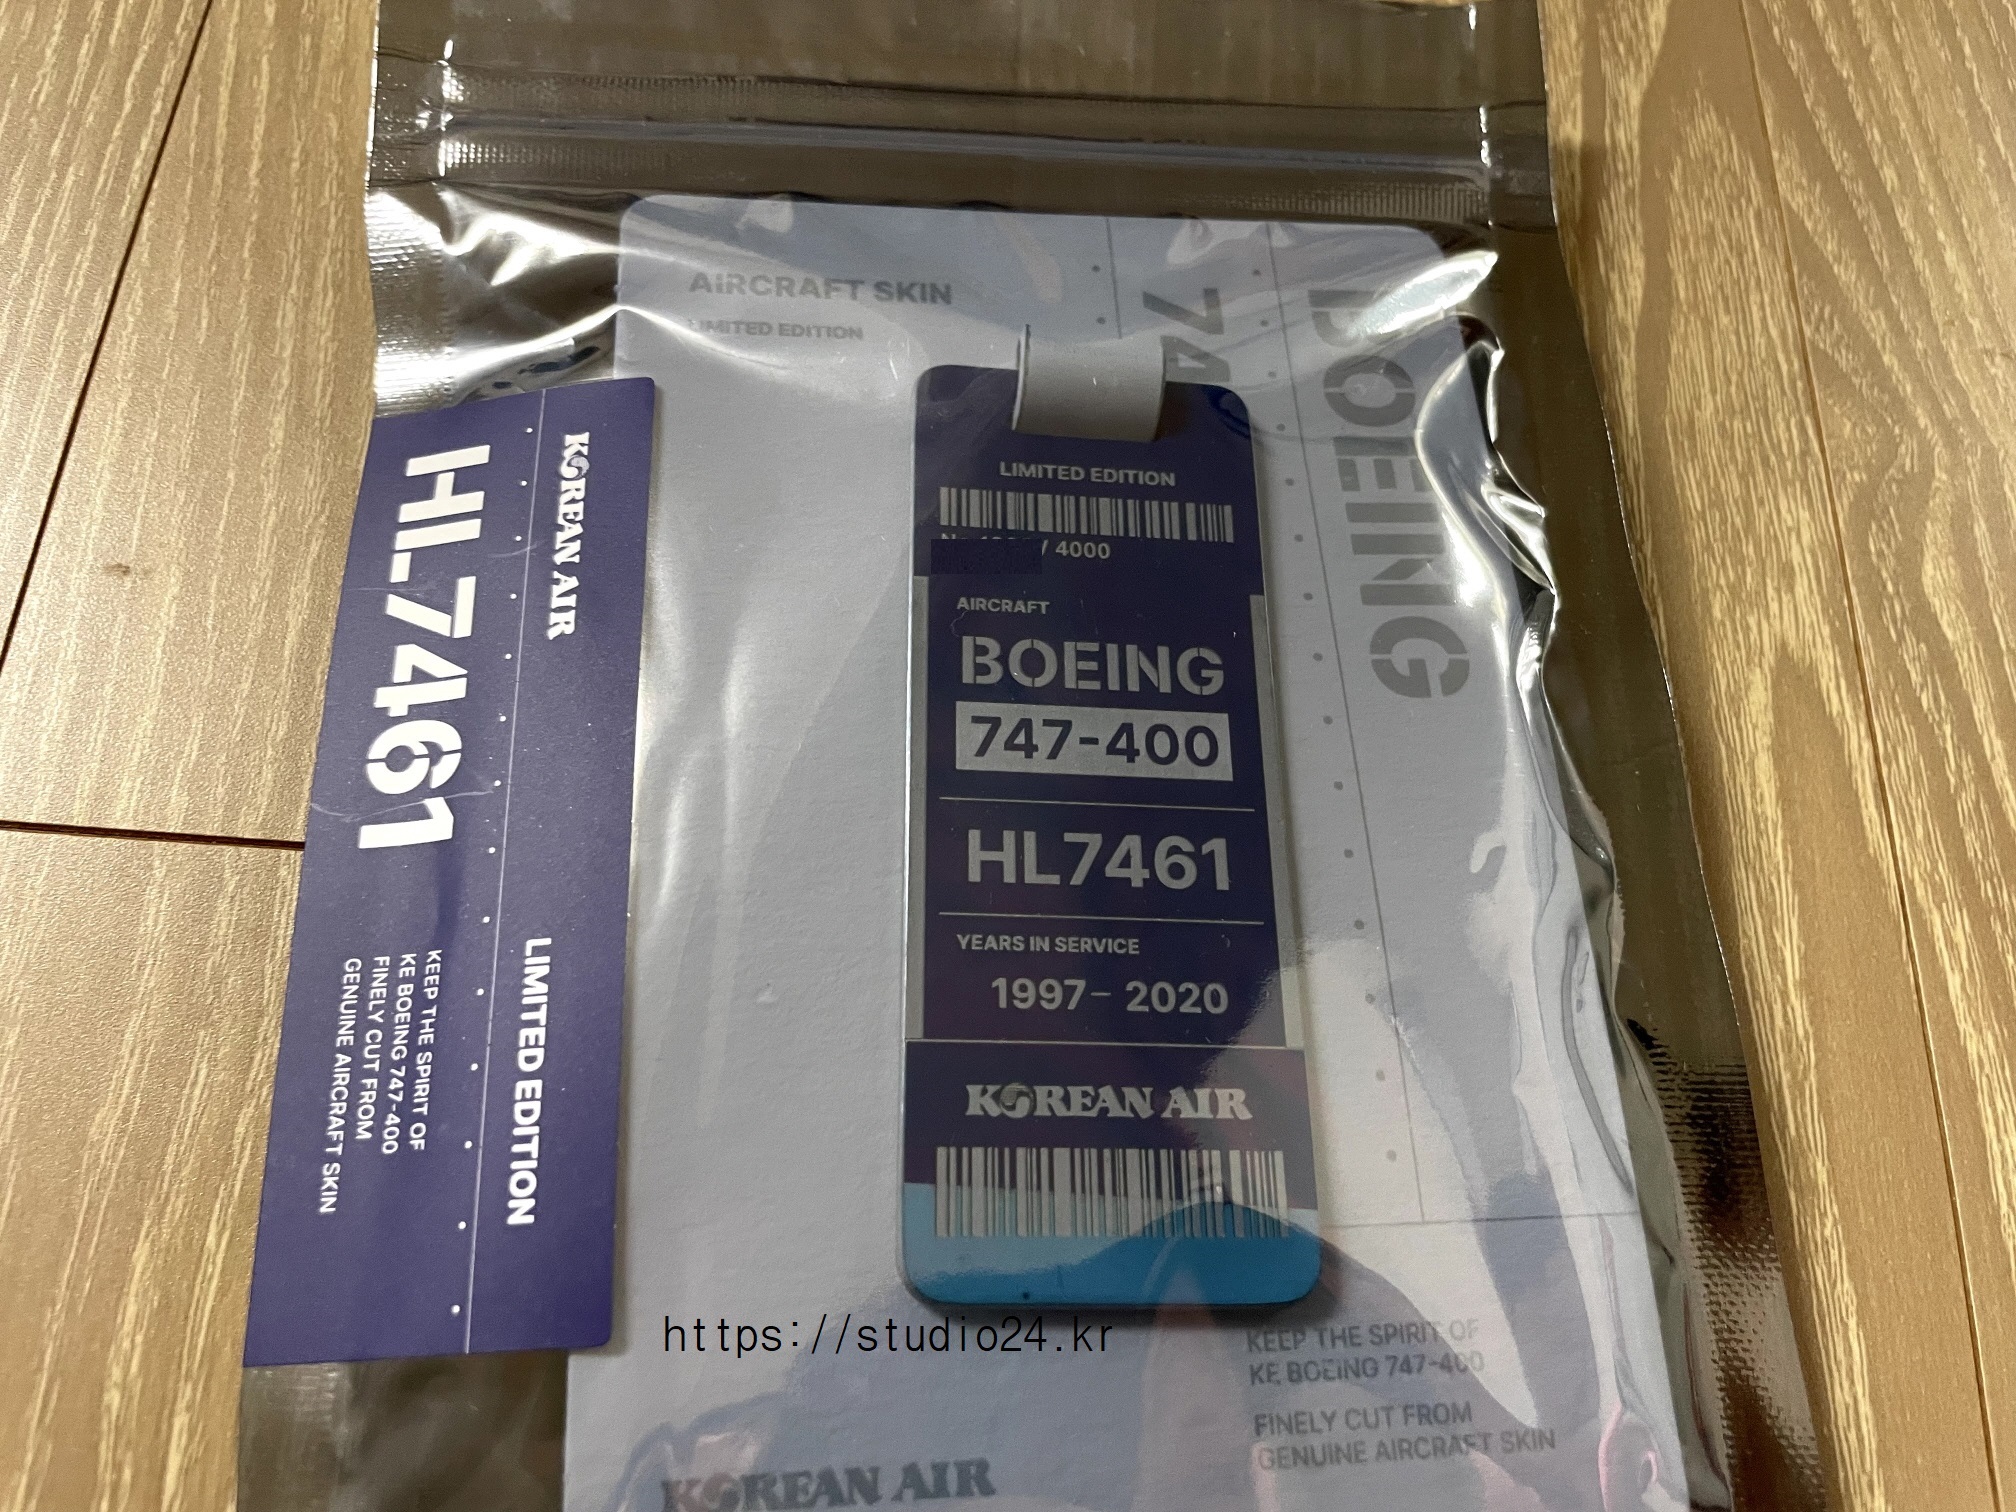 AIRCRAFT SKIN
LIMITED EDITION
BOEING
74
KOREAN AIR
HL7461
LIMITED EDITION
KEEP THE SPIRIT OF
KE BOEING 747-400
FINELY CUT FROM
GENUINE AIRCRAFT SKIN
LIMITED EDITION
/ 4000
AIRCRAFT
BOEING
747-400
HL7461
YEARS IN SERVICE
1997- 2020
KOREAN AIR
https://studio24.kr
KEEP THE SPIRIT OF
KE BOEING 747-400
FINELY CUT FROM
GENUINE AIRCRAFT SKIN
KOREAN AIR